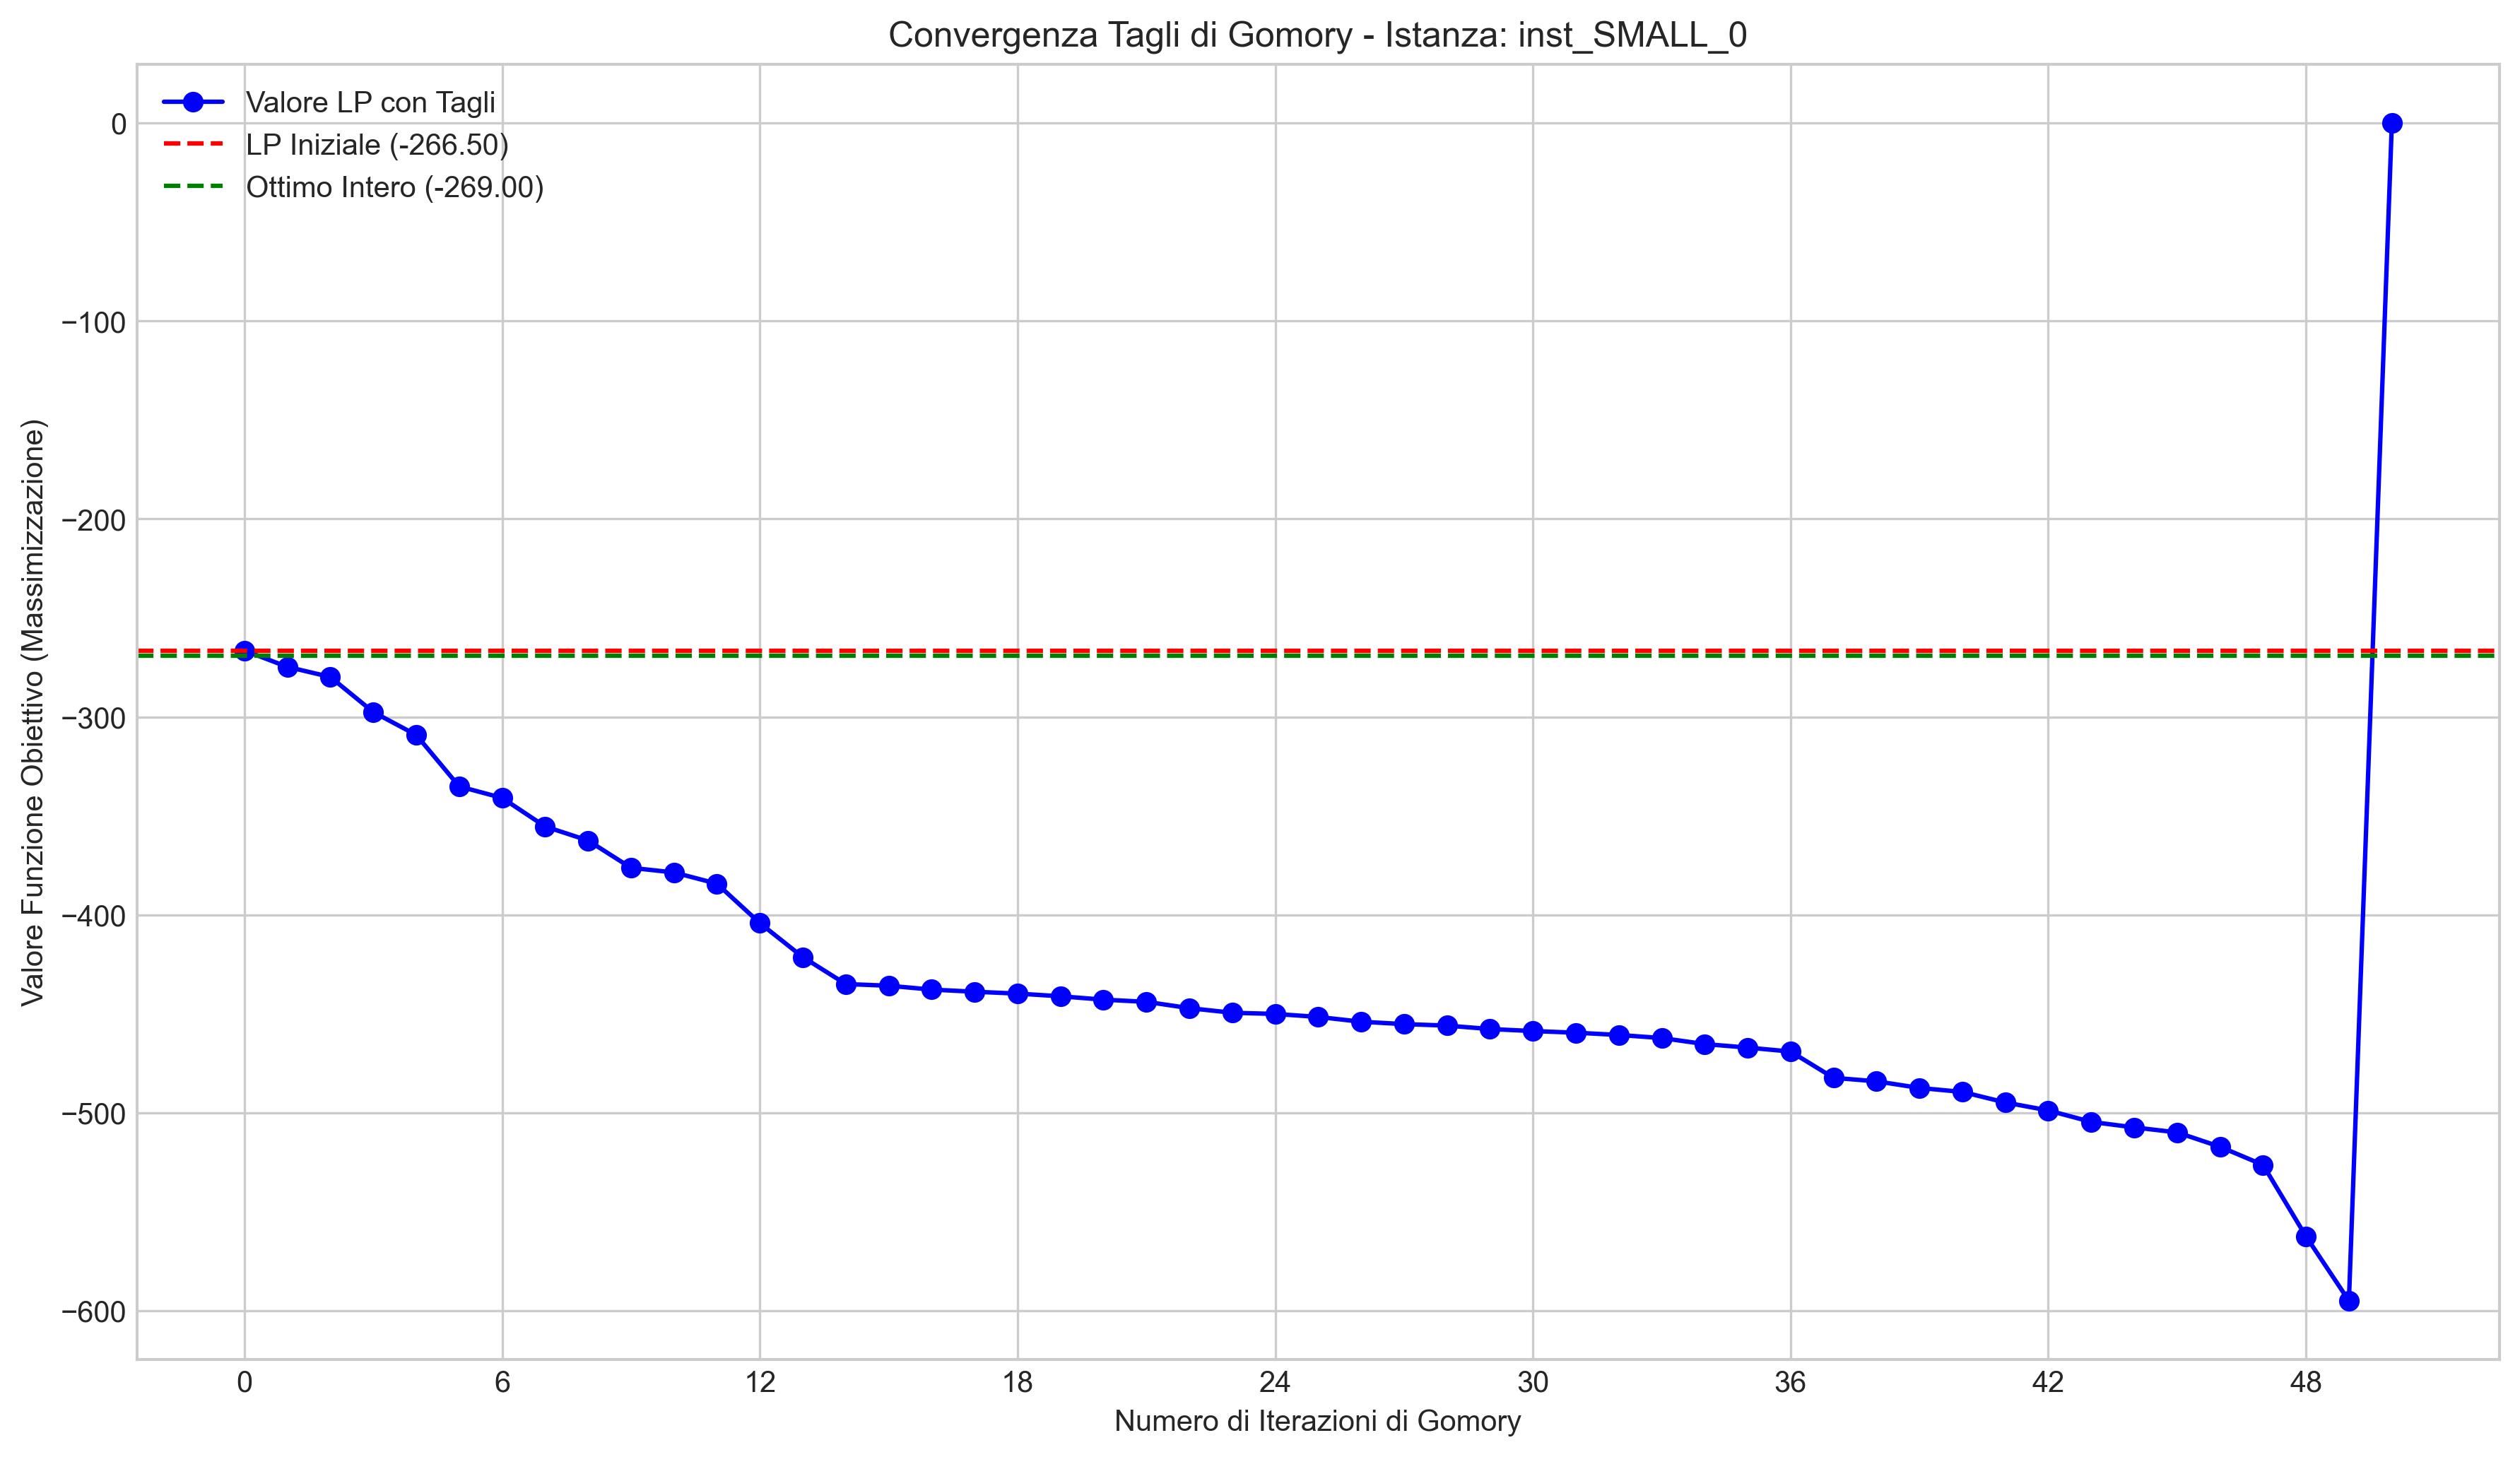 Convergenza Tagli di Gomory - Istanza: inst_SMALL_0
Valore LP con Tagli
LP Iniziale (-266.50)
Ottimo Intero (-269.00)
Valore Funzione Obiettivo (Massimizzazione)
0
−100
−200
−300
−400
−500
−600
0 6 12 18 24 30 36 42 48
Numero di Iterazioni di Gomory